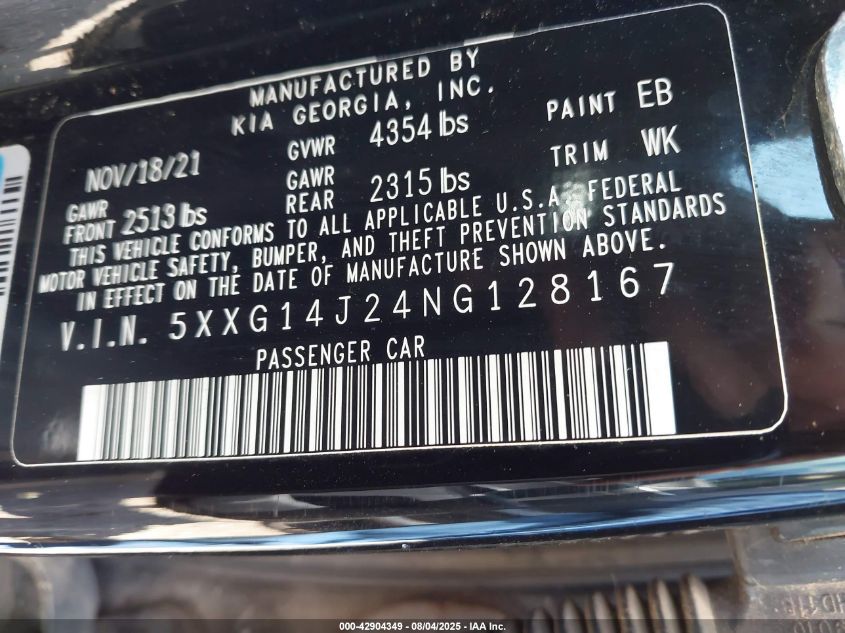 MANUFACTURED BY
KIA GEORGIA, INC.
NOV/18/21 GVWR 4354 lbs PAINT EB
GAWR FRONT 2513 lbs GAWR REAR 2315 lbs TRIM WK
THIS VEHICLE CONFORMS TO ALL APPLICABLE U.S.A. FEDERAL
MOTOR VEHICLE SAFETY, BUMPER, AND THEFT PREVENTION STANDARDS
IN EFFECT ON THE DATE OF MANUFACTURE SHOWN ABOVE.
V.I.N. 5XXG14J24NG128167
PASSENGER CAR
000-42904349 - 08/04/2025 - IAA Inc.